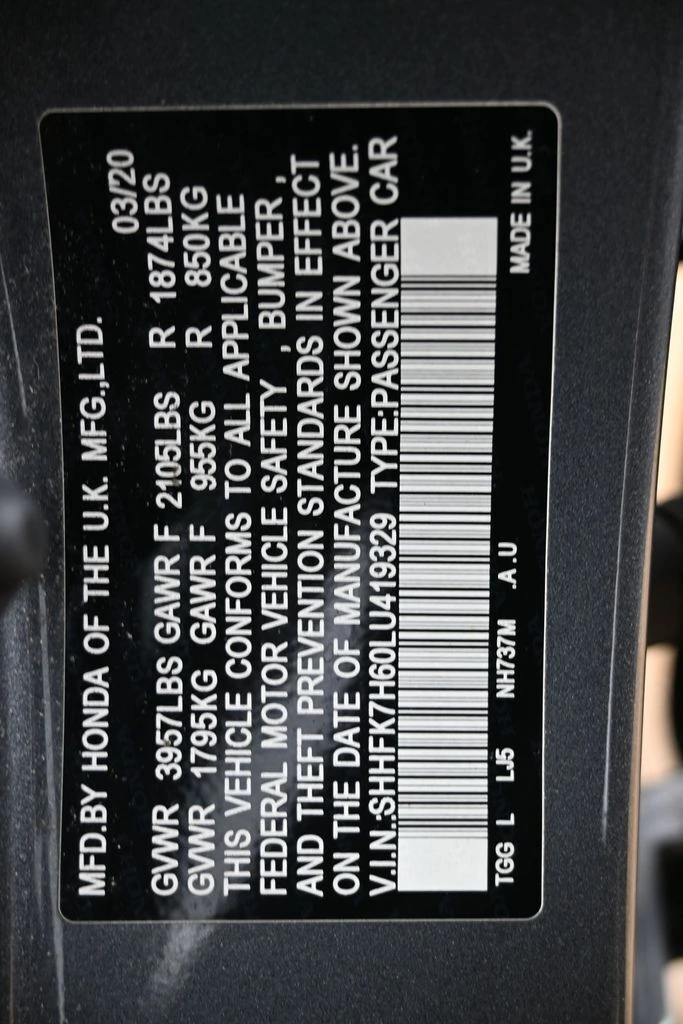 MFD.BY HONDA OF THE U.K. MFG.,LTD. 03/20
GVWR 3957LBS GAWR F 2105LBS R 1874LBS
GVWR 1795KG GAWR F 955KG R 850KG
THIS VEHICLE CONFORMS TO ALL APPLICABLE
FEDERAL MOTOR VEHICLE SAFETY , BUMPER ,
AND THEFT PREVENTION STANDARDS IN EFFECT
ON THE DATE OF MANUFACTURE SHOWN ABOVE.
V.I.N.:SHHFK7H60LU419329 TYPE:PASSENGER CAR
TGG L LJ5 NH737M .A.U MADE IN U.K.